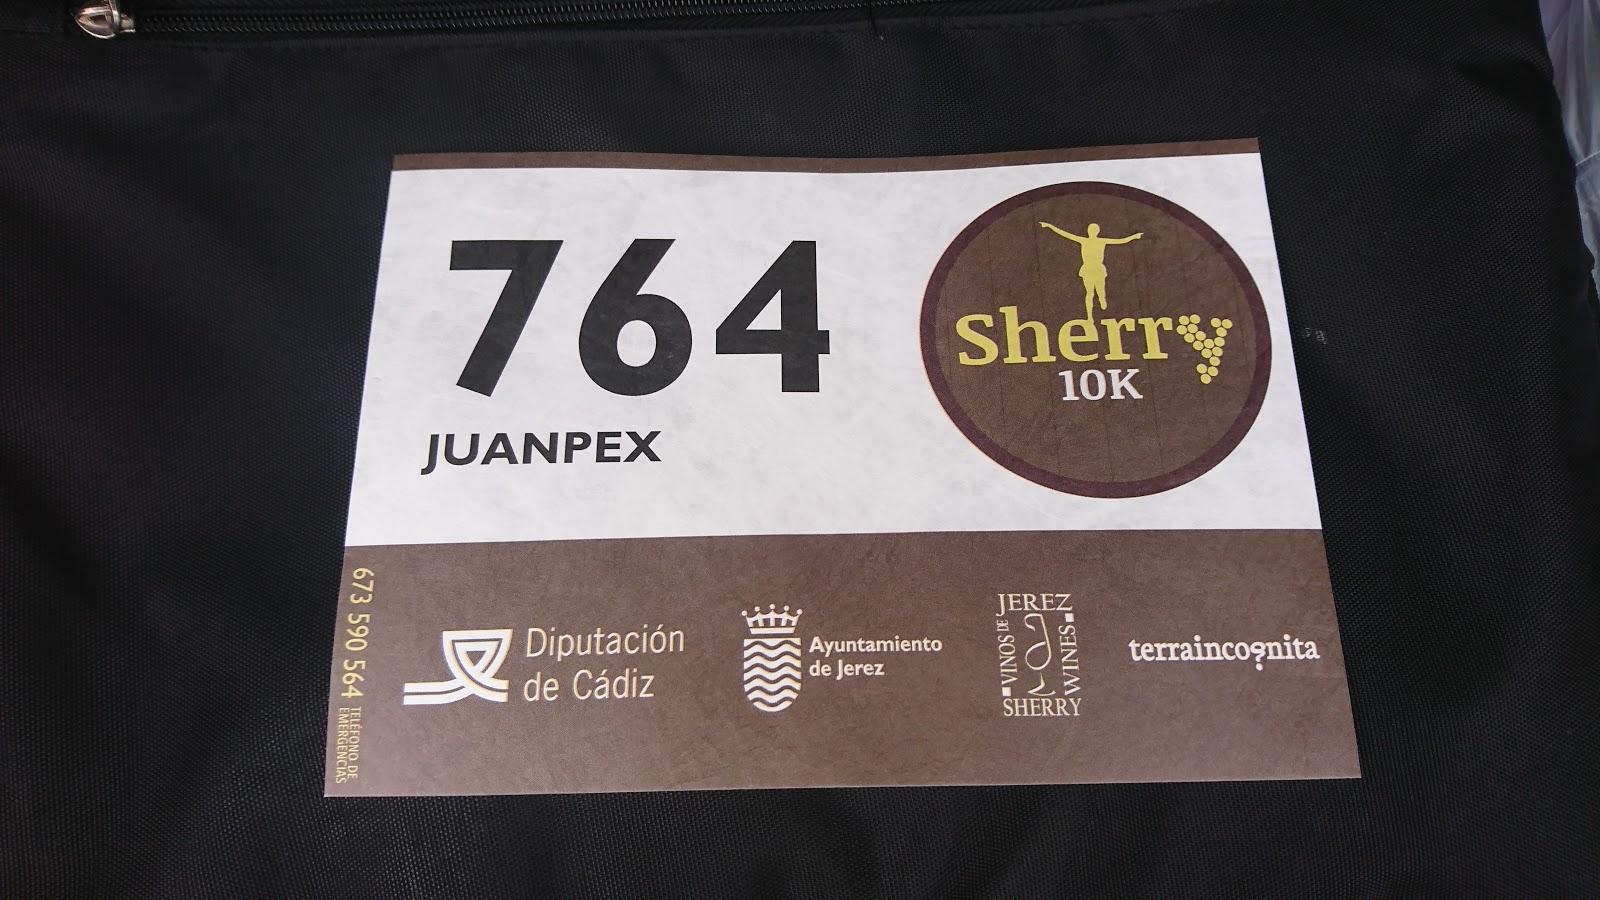 764
JUANPEX
Sherry
10K
673 590 564 TELÉFONO DE
EMERGENCIAS
Diputación
de Cádiz
Ayuntamiento
de Jerez
JEREZ
VINOS DE
WINES
SHERRY
terraincognita